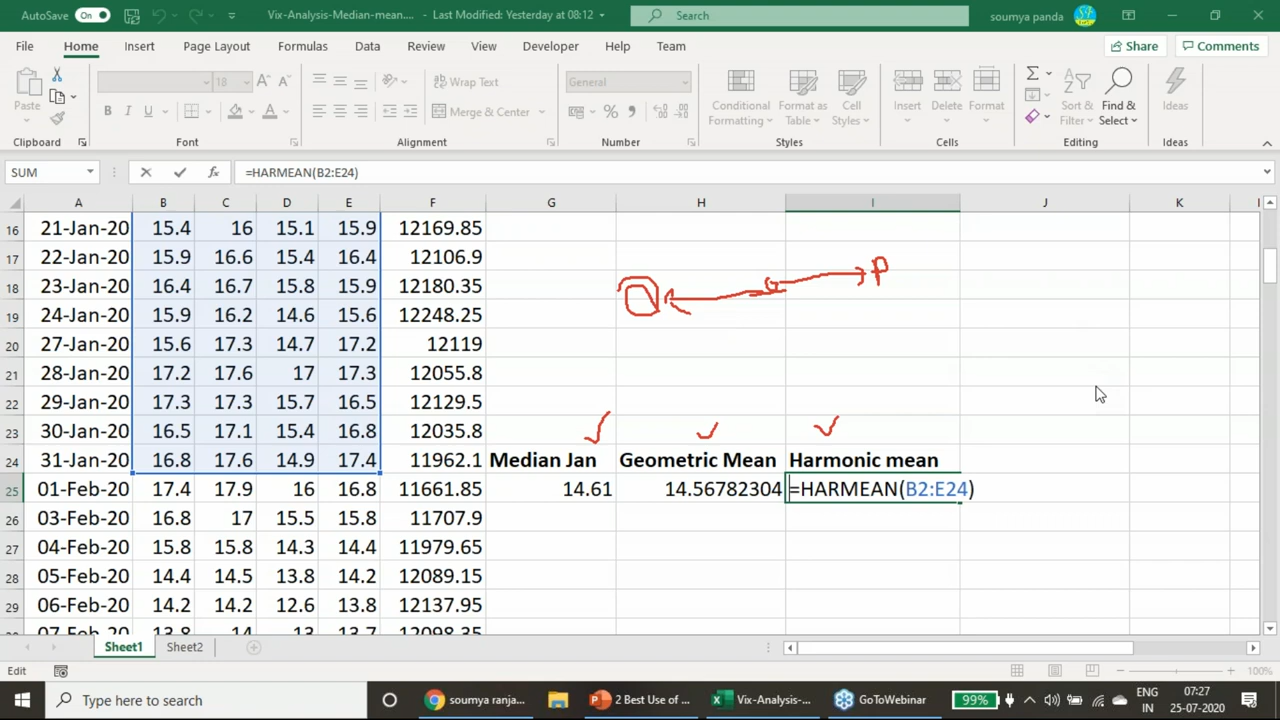 AutoSave On Vix-Analysis-Median-mean.... - Last Modified: Yesterday at 08:12 Search soumya panda
File Home Insert Page Layout Formulas Data Review View Developer Help Team Share Comments
18 Wrap Text General
Paste B I U Merge & Center % Conditional Formatting Format as Table Cell Styles Insert Delete Format Sort & Filter Find & Select Ideas
Clipboard Font Alignment Number Styles Cells Editing Ideas
SUM fx =HARMEAN(B2:E24)
A B C D E F G H I J K
16 21-Jan-20 15.4 16 15.1 15.9 12169.85
17 22-Jan-20 15.9 16.6 15.4 16.4 12106.9
18 23-Jan-20 16.4 16.7 15.8 15.9 12180.35 G P
19 24-Jan-20 15.9 16.2 14.6 15.6 12248.25
20 27-Jan-20 15.6 17.3 14.7 17.2 12119
21 28-Jan-20 17.2 17.6 17 17.3 12055.8
22 29-Jan-20 17.3 17.3 15.7 16.5 12129.5
23 30-Jan-20 16.5 17.1 15.4 16.8 12035.8
24 31-Jan-20 16.8 17.6 14.9 17.4 11962.1 Median Jan Geometric Mean Harmonic mean
25 01-Feb-20 17.4 17.9 16 16.8 11661.85 14.61 14.56782304 =HARMEAN(B2:E24)
26 03-Feb-20 16.8 17 15.5 15.8 11707.9
27 04-Feb-20 15.8 15.8 14.3 14.4 11979.65
28 05-Feb-20 14.4 14.5 13.8 14.2 12089.15
29 06-Feb-20 14.2 14.2 12.6 13.8 12137.95
07-Feb-20 13.8 14 13 13.7 12098.35
Sheet1 Sheet2
Edit 100%
Type here to search soumya ranja... 2 Best Use of ... Vix-Analysis-... GoToWebinar 99% ENG IN 07:27 25-07-2020